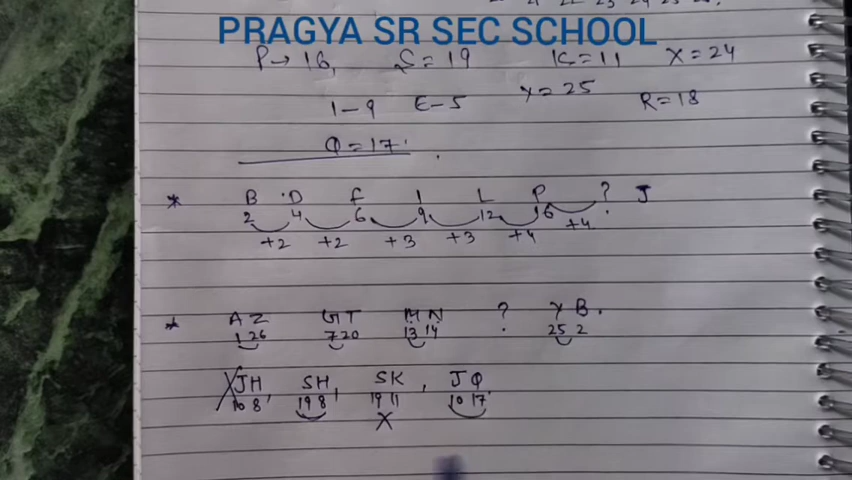 PRAGYA SR SEC SCHOOL
P → 16, S = 19 K = 11 X = 24
I – 9 E – 5 Y = 25 R = 18
Q = 17.
* B D F I L P ? J
2 4 6 9 12 16
+2 +2 +3 +3 +4 +4
* A Z G T M N ? Y B.
1 26 7 20 13 14 25 2
JH, SH, SK, JQ,
10 8 19 8 19 11 10 17
X